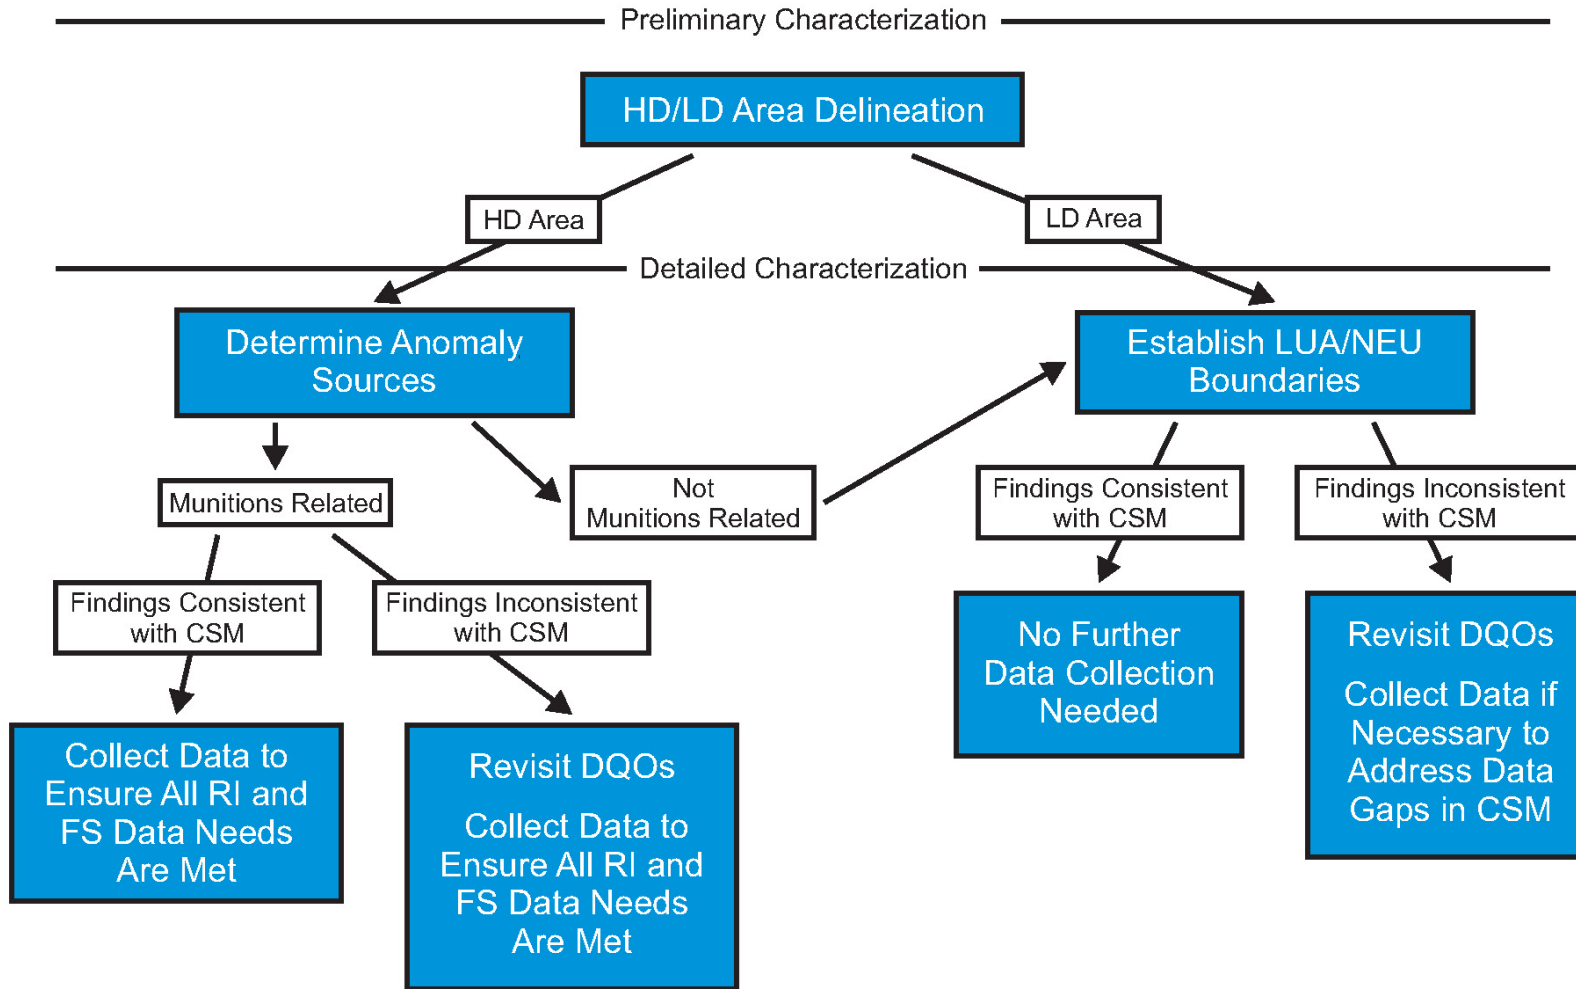 Preliminary Characterization
HD/LD Area Delineation
HD Area
LD Area
Detailed Characterization
Determine Anomaly
Sources
Establish LUA/NEU
Boundaries
Munitions Related
Not
Munitions Related
Findings Consistent
with CSM
Findings Inconsistent
with CSM
Findings Consistent
with CSM
Findings Inconsistent
with CSM
Collect Data to
Ensure All RI and
FS Data Needs
Are Met
Revisit DQOs
Collect Data to
Ensure All RI and
FS Data Needs
Are Met
No Further
Data Collection
Needed
Revisit DQOs
Collect Data if
Necessary to
Address Data
Gaps in CSM